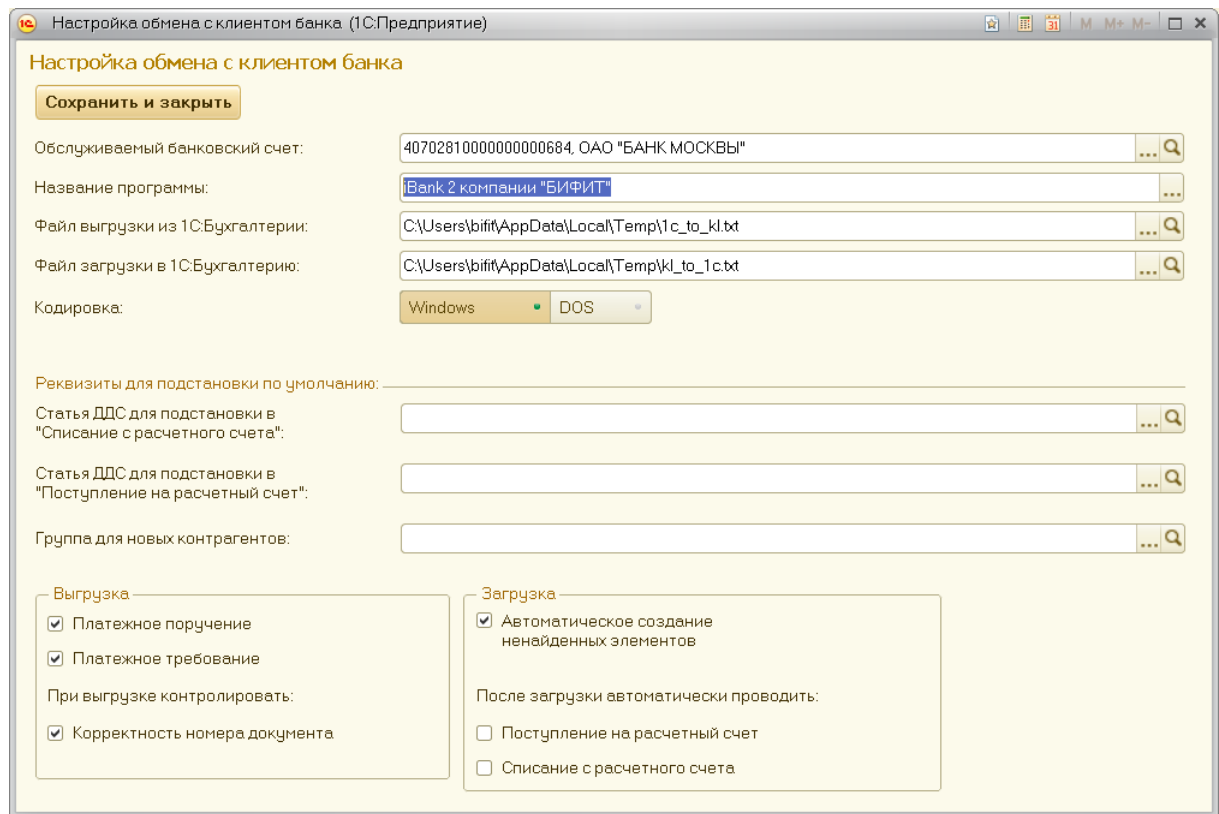 Настройка обмена с клиентом банка (1С:Предприятие)
31 M M+ M-
Настройка обмена с клиентом банка
Сохранить и закрыть
Обслуживаемый банковский счет: 40702810000000000684, ОАО "БАНК МОСКВЫ" ...
Название программы: iBank 2 компании "БИФИТ" ...
Файл выгрузки из 1С:Бухгалтерии: C:\Users\bifit\AppData\Local\Temp\1c_to_kl.txt ...
Файл загрузки в 1С:Бухгалтерию: C:\Users\bifit\AppData\Local\Temp\kl_to_1c.txt ...
Кодировка: Windows DOS
Реквизиты для подстановки по умолчанию:
Статья ДДС для подстановки в
"Списание с расчетного счета": ...
Статья ДДС для подстановки в
"Поступление на расчетный счет": ...
Группа для новых контрагентов: ...
Выгрузка
Платежное поручение
Платежное требование
При выгрузке контролировать:
Корректность номера документа
Загрузка
Автоматическое создание
ненайденных элементов
После загрузки автоматически проводить:
Поступление на расчетный счет
Списание с расчетного счета